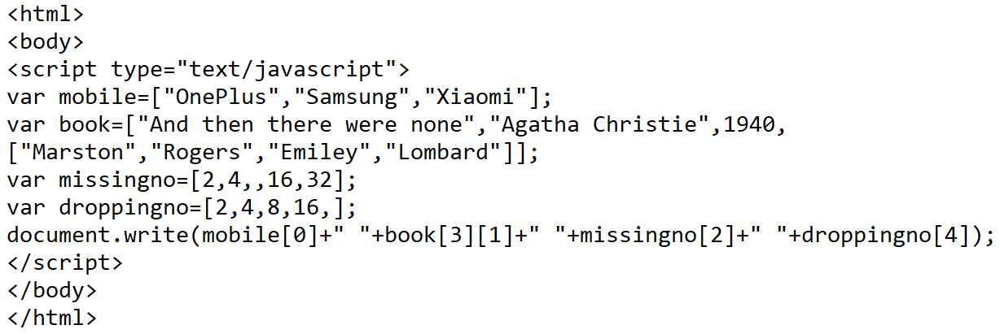 <html>
<body>
<script type="text/javascript">
var mobile=["OnePlus","Samsung","Xiaomi"];
var book=["And then there were none","Agatha Christie",1940,
["Marston","Rogers","Emiley","Lombard"]];
var missingno=[2,4,,16,32];
var droppingno=[2,4,8,16,];
document.write(mobile[0]+" "+book[3][1]+" "+missingno[2]+" "+droppingno[4]);
</script>
</body>
</html>